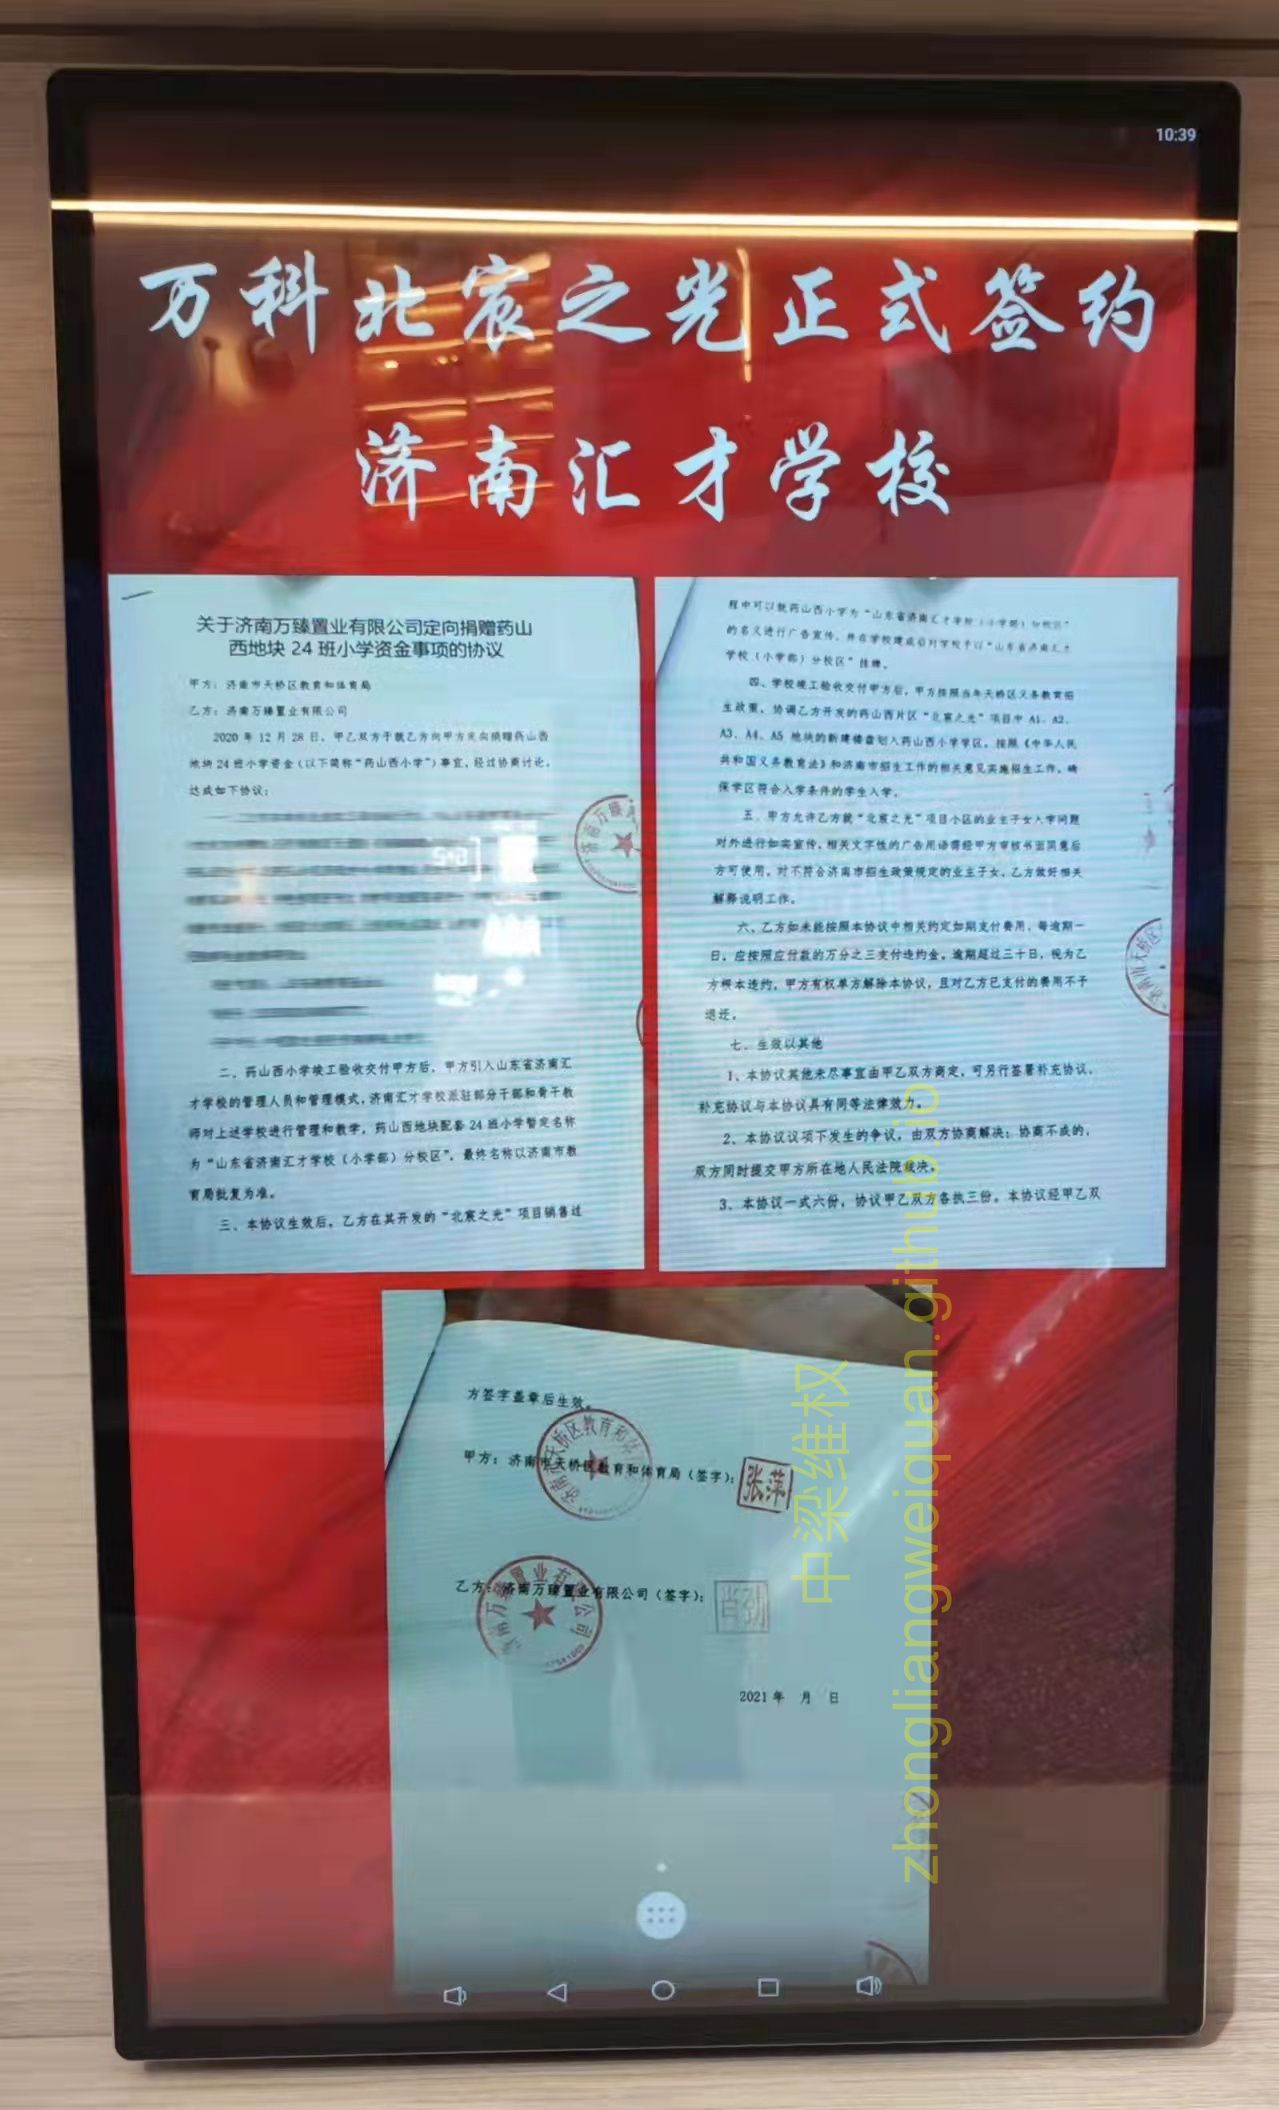 10:39
万科北宸之光正式签约
济南汇才学校
关于济南万臻置业有限公司定向捐赠药山
西地块 24 班小学资金事项的协议
甲方：济南市天桥区教育和体育局
乙方：济南万臻置业有限公司
2020 年 12 月 28 日，甲乙双方于就乙方向甲方定向捐赠药山西
地块 24 班小学资金（以下简称“药山西小学”）事宜，经过协商讨论，
达成如下协议：
二、药山西小学竣工验收交付甲方后，甲方引入山东省济南汇
才学校的管理人员和管理模式，济南汇才学校派驻部分干部和骨干教
师对上述学校进行管理和教学，药山西地块配套 24 班小学暂定名称
为“山东省济南汇才学校（小学部）分校区”，最终名称以济南市教
育局批复为准。
三、本协议生效后，乙方在其开发的“北宸之光”项目销售过
程中可以就药山西小学为“山东省济南汇才学校（小学部）分校区”
的名义进行广告宣传，并在学校建成后对学校予以“山东省济南汇才
学校（小学部）分校区”挂牌。
四、学校竣工验收交付甲方后，甲方按照当年天桥区义务教育招
生政策，协调乙方开发的药山西片区“北宸之光”项目中 A1、A2、
A3、A4、A5 地块的新建楼盘划入药山西小学学区，按照《中华人民
共和国义务教育法》和济南市招生工作的相关意见实施招生工作，确
保学区符合入学条件的学生入学。
五、甲方允许乙方就“北宸之光”项目小区的业主子女入学问题
对外进行如实宣传，相关文字性的广告用语需经甲方审核书面同意后
方可使用，对不符合济南市招生政策规定的业主子女，乙方做好相关
解释说明工作。
六、乙方如未能按照本协议中相关约定如期支付费用，每逾期一
日，应按照应付款的万分之三支付违约金，逾期超过三十日，视为乙
方根本违约，甲方有权单方解除本协议，且对乙方已支付的费用不予
退还。
七、生效以其他
1、本协议其他未尽事宜由甲乙双方商定，可另行签署补充协议，
补充协议与本协议具有同等法律效力。
2、本协议议项下发生的争议，由双方协商解决；协商不成的，
双方同时提交甲方所在地人民法院裁决。
3、本协议一式六份，协议甲乙双方各执三份。本协议经甲乙双
方签字盖章后生效。
甲方：济南市天桥区教育和体育局（签字）：
张萍
乙方：济南万臻置业有限公司（签字）：
肖劲
2021 年 月 日
中梁维权
zhongliangweiquan.github.io